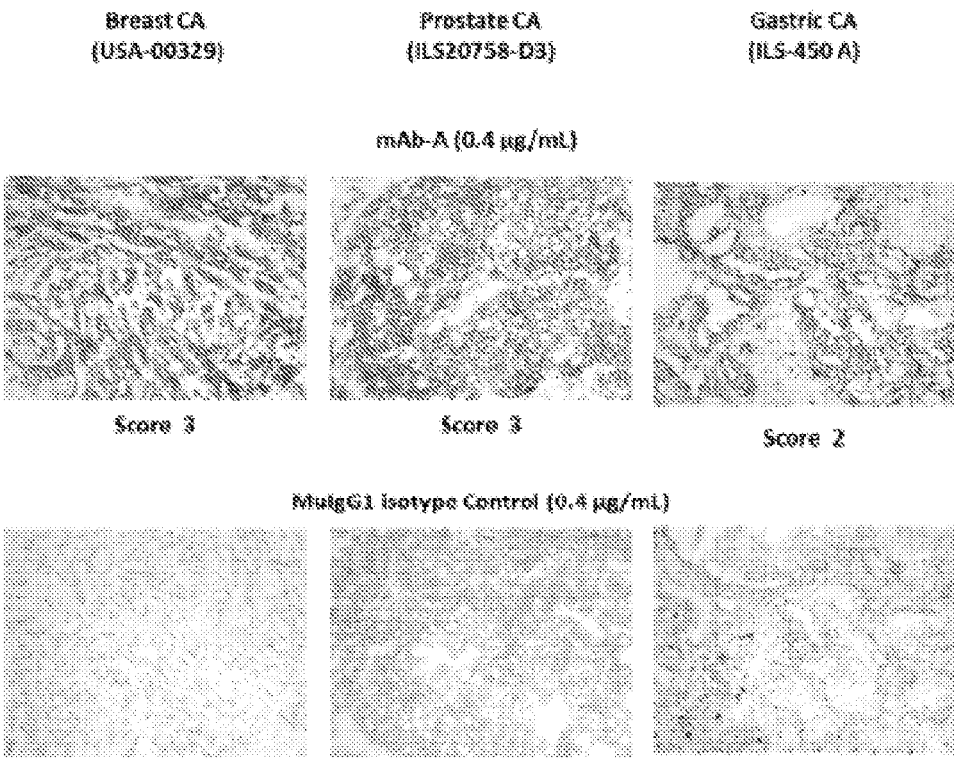 Breast CA
(USA-00329)
Prostate CA
(ILS20758-D3)
Gastric CA
(ILS-450 A)
mAb-A (0.4 µg/mL)
Score 3
Score 3
Score 2
MuIgG1 Isotype Control (0.4 µg/mL)